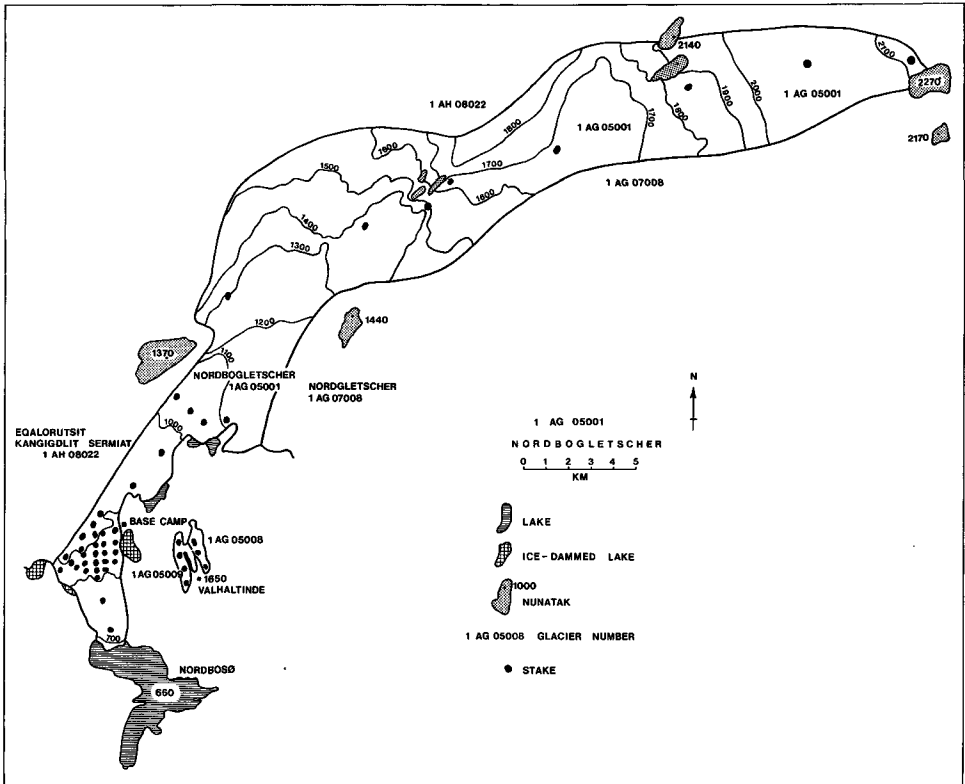 2140
2100
2270
2170
1 AH 08022
1 AG 05001
2000
1900
1800
1700
1 AG 05001
1800
1700
1600
1 AG 07008
1600
1500
1400
1300
1200
1440
1370
1100
NORDBOGLETSCHER
1 AG 05001
NORDGLETSCHER
1 AG 07008
1000
EQALORUTSIT
KANGIGDLIT SERMIAT
1 AH 08022
BASE CAMP
1 AG 05008
1 AG 05009
1650
VALHALTINDE
700
NORDBOSØ
660
N
1 AG 05001
NORDBOGLETSCHER
0 1 2 3 4 5
KM
LAKE
ICE-DAMMED LAKE
1000
NUNATAK
1 AG 05008 GLACIER NUMBER
STAKE